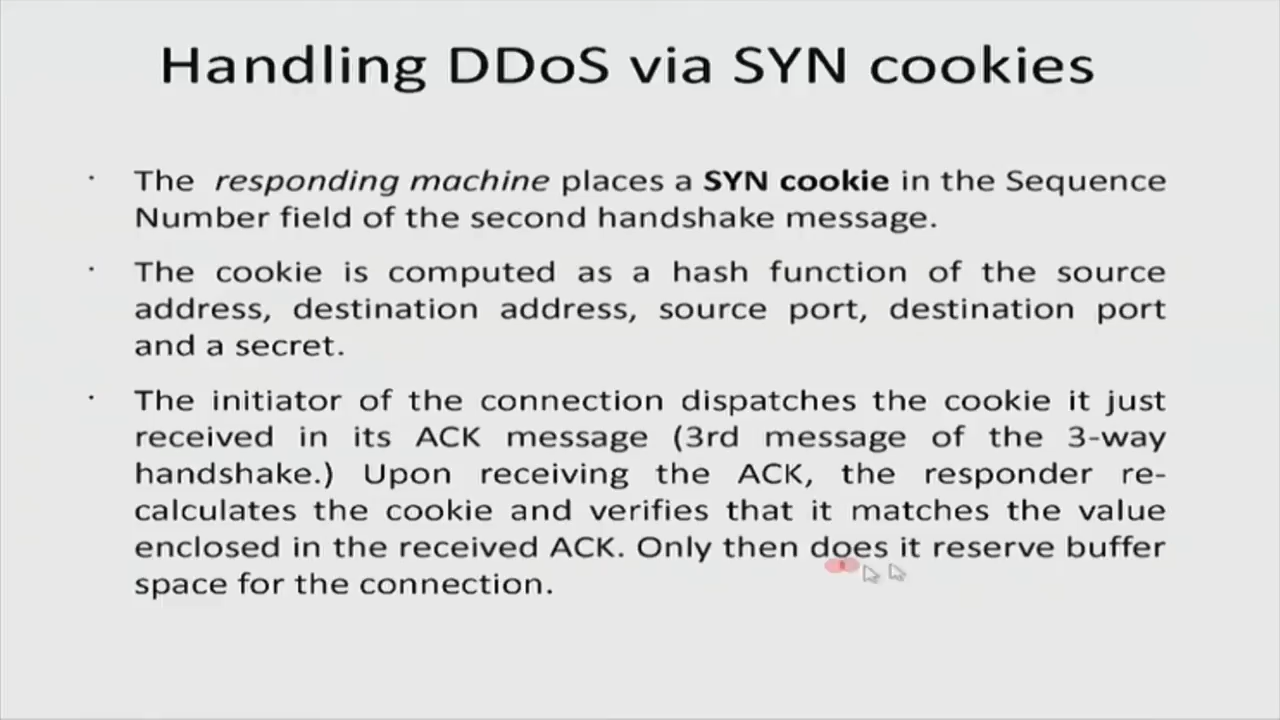 Handling DDoS via SYN cookies
· The responding machine places a SYN cookie in the Sequence
Number field of the second handshake message.
· The cookie is computed as a hash function of the source
address, destination address, source port, destination port
and a secret.
· The initiator of the connection dispatches the cookie it just
received in its ACK message (3rd message of the 3-way
handshake.) Upon receiving the ACK, the responder re-
calculates the cookie and verifies that it matches the value
enclosed in the received ACK. Only then does it reserve buffer
space for the connection.